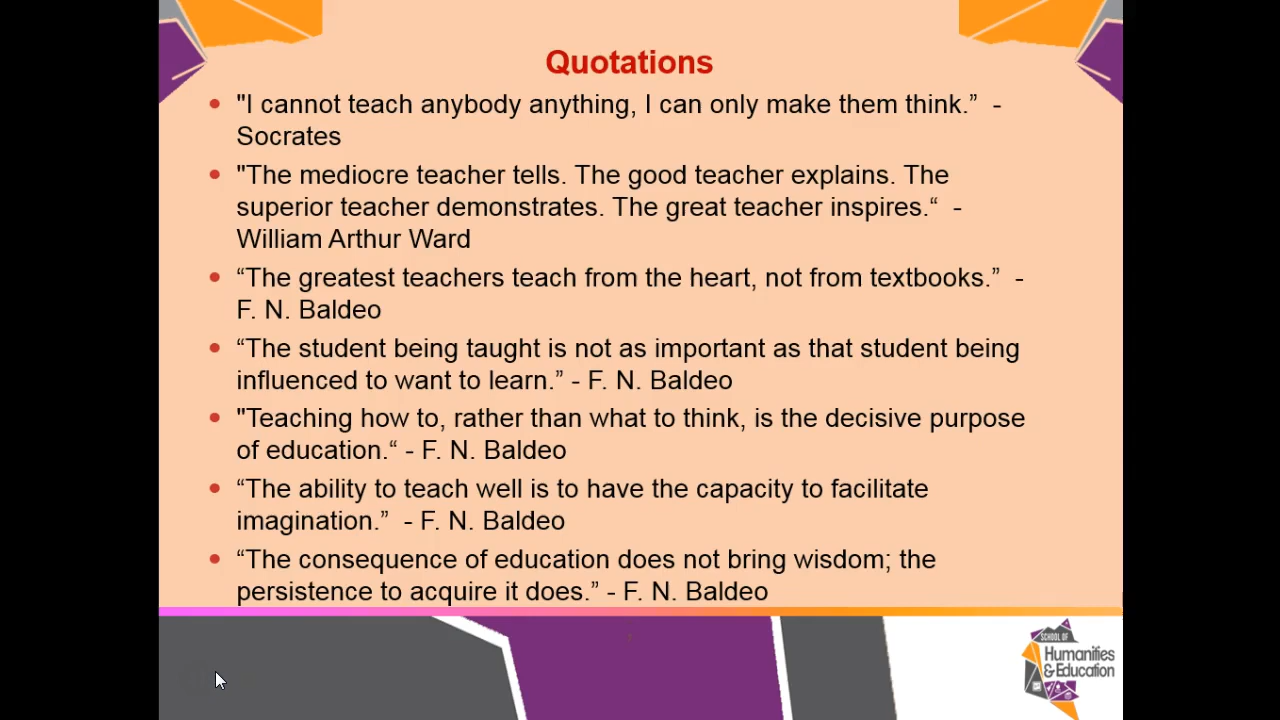 Quotations
"I cannot teach anybody anything, I can only make them think.” -
Socrates
"The mediocre teacher tells. The good teacher explains. The
superior teacher demonstrates. The great teacher inspires.“ -
William Arthur Ward
“The greatest teachers teach from the heart, not from textbooks.” -
F. N. Baldeo
“The student being taught is not as important as that student being
influenced to want to learn.” - F. N. Baldeo
"Teaching how to, rather than what to think, is the decisive purpose
of education.“ - F. N. Baldeo
“The ability to teach well is to have the capacity to facilitate
imagination.” - F. N. Baldeo
“The consequence of education does not bring wisdom; the
persistence to acquire it does.” - F. N. Baldeo
SCHOOL OF
Humanities
& Education